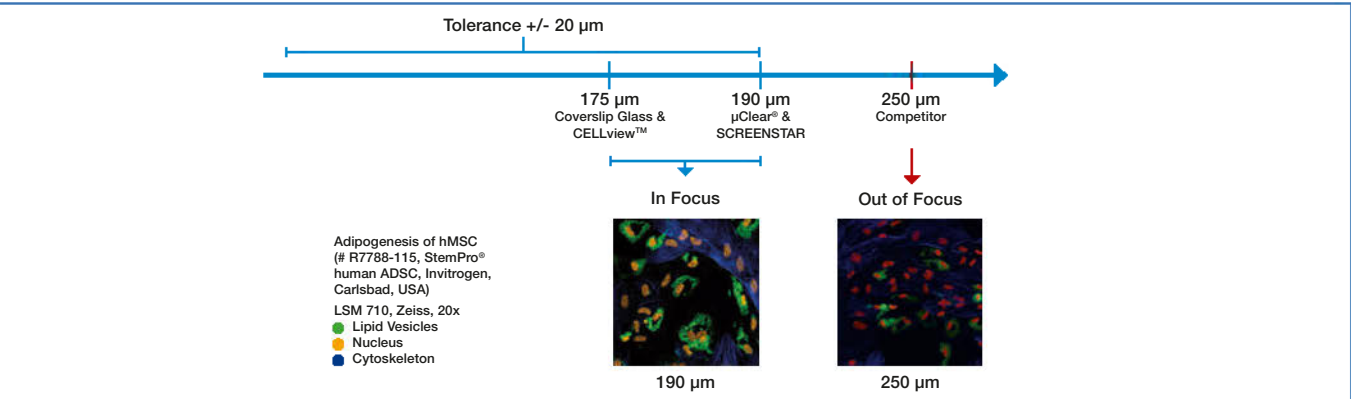 Tolerance +/- 20 µm
175 µm
Coverslip Glass &
CELLview™
190 µm
µClear® &
SCREENSTAR
250 µm
Competitor
In Focus
Out of Focus
Adipogenesis of hMSC
(# R7788-115, StemPro®
human ADSC, Invitrogen,
Carlsbad, USA)
LSM 710, Zeiss, 20x
Lipid Vesicles
Nucleus
Cytoskeleton
190 µm
250 µm